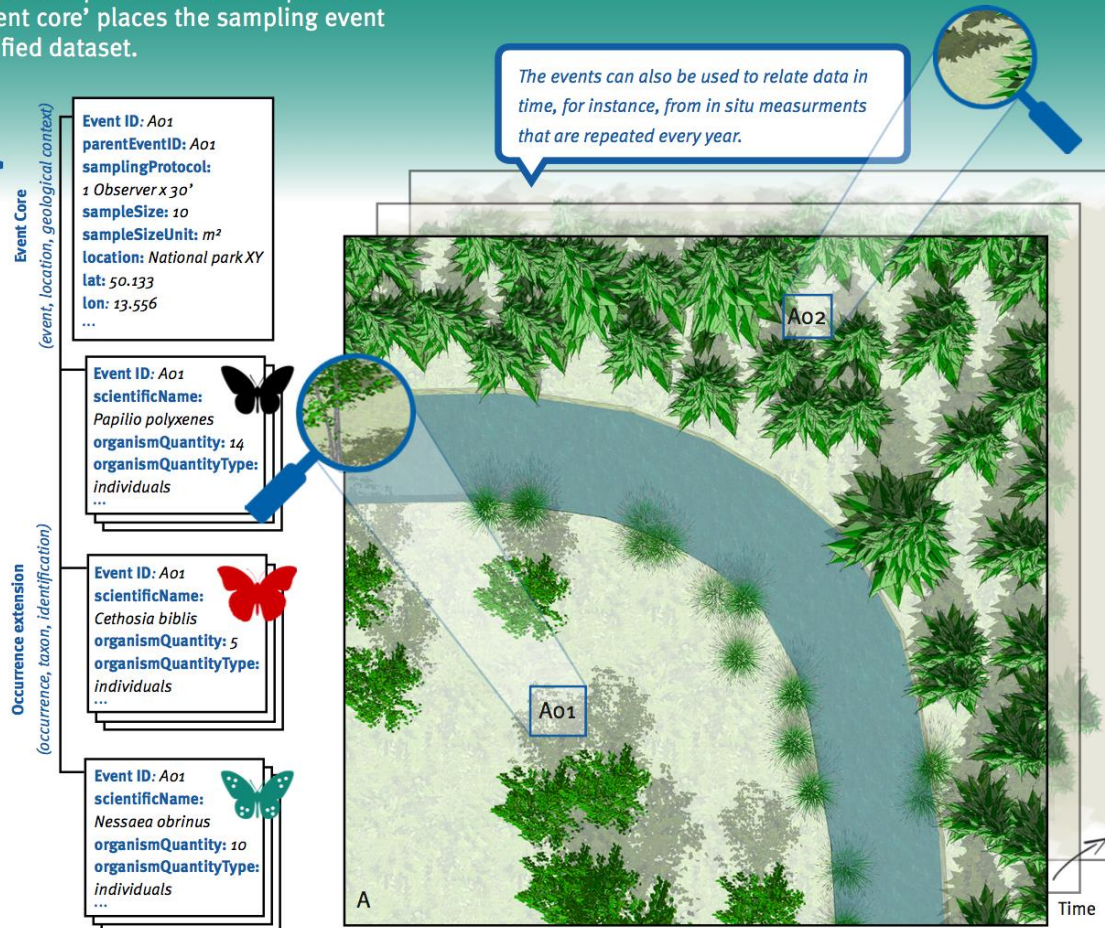 ent core’ places the sampling event
fied dataset.
The events can also be used to relate data in
time, for instance, from in situ measurments
that are repeated every year.
Event Core
(event, location, geological context)
Event ID: A01
parentEventID: A01
samplingProtocol:
1 Observer x 30’
sampleSize: 10
sampleSizeUnit: m²
location: National park XY
lat: 50.133
lon: 13.556
...
Occurrence extension
(occurrence, taxon, identification)
Event ID: A01
scientificName:
Papilio polyxenes
organismQuantity: 14
organismQuantityType:
individuals
...
Event ID: A01
scientificName:
Cethosia biblis
organismQuantity: 5
organismQuantityType:
individuals
...
Event ID: A01
scientificName:
Nessaea obrinus
organismQuantity: 10
organismQuantityType:
individuals
...
A02
A01
A
Time